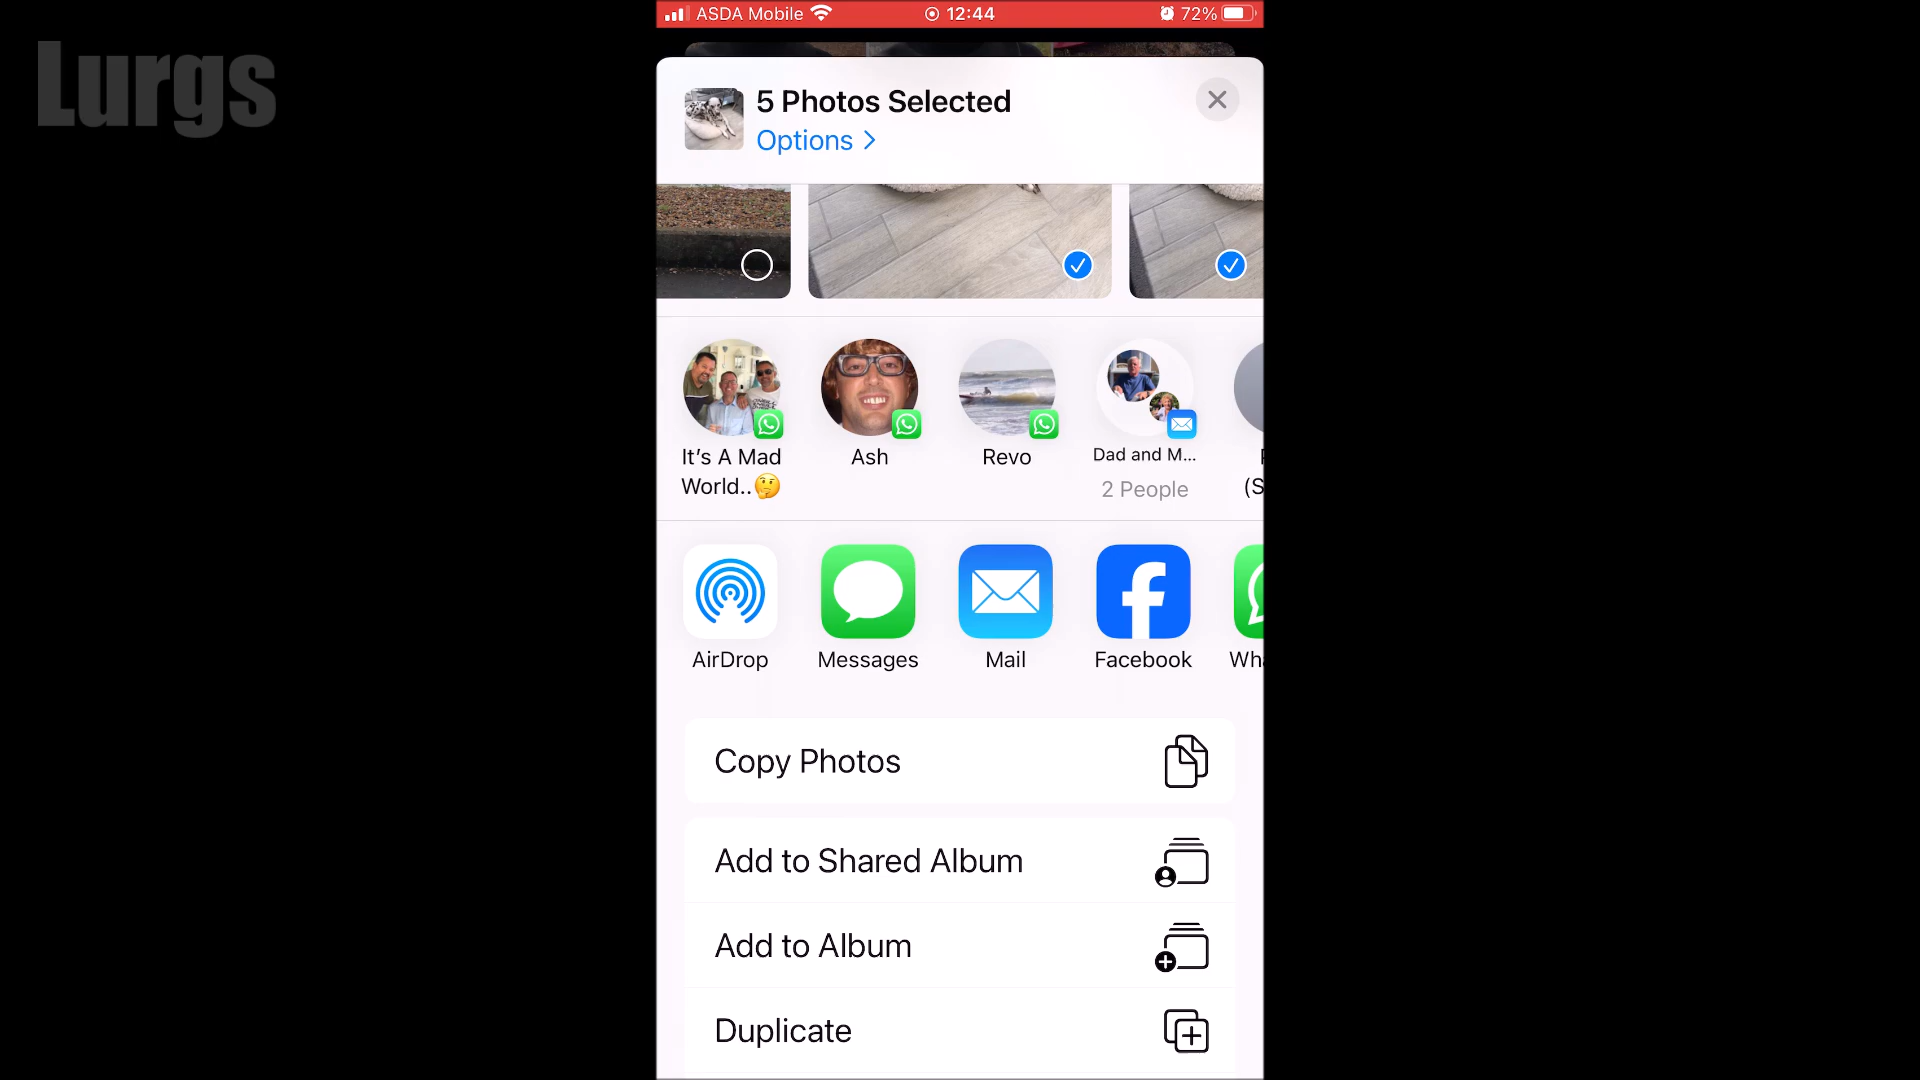 Lurgs
ASDA Mobile 12:44 72%
5 Photos Selected
Options
It's A Mad
World..🤔
Ash
Revo
Dad and M...
2 People
(S
AirDrop
Messages
Mail
Facebook
Wha
Copy Photos
Add to Shared Album
Add to Album
Duplicate